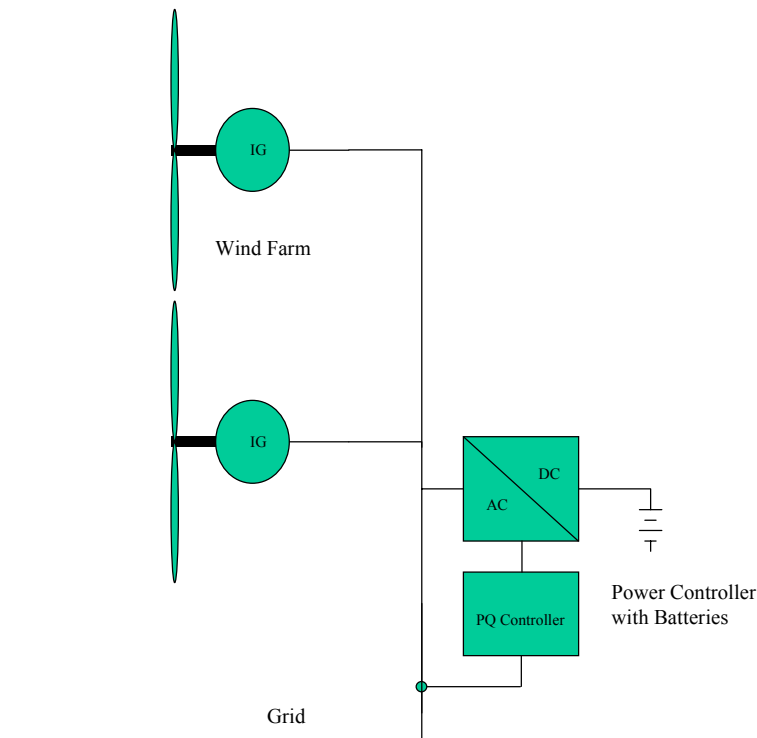 IG
Wind Farm
IG
DC
AC
Power Controller
with Batteries
PQ Controller
Grid